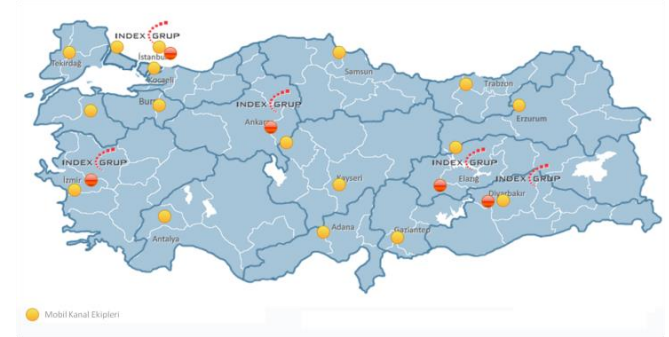 INDEX GRUP
Tekirdağ
İstanbul
Kocaeli
Samsun
Trabzon
Erzurum
INDEX GRUP
Ankara
INDEX GRUP
İzmir
INDEX GRUP
Elazığ
INDEX GRUP
Diyarbakır
Kayseri
Antalya
Adana
Gaziantep
Mobil Kanal Ekipleri